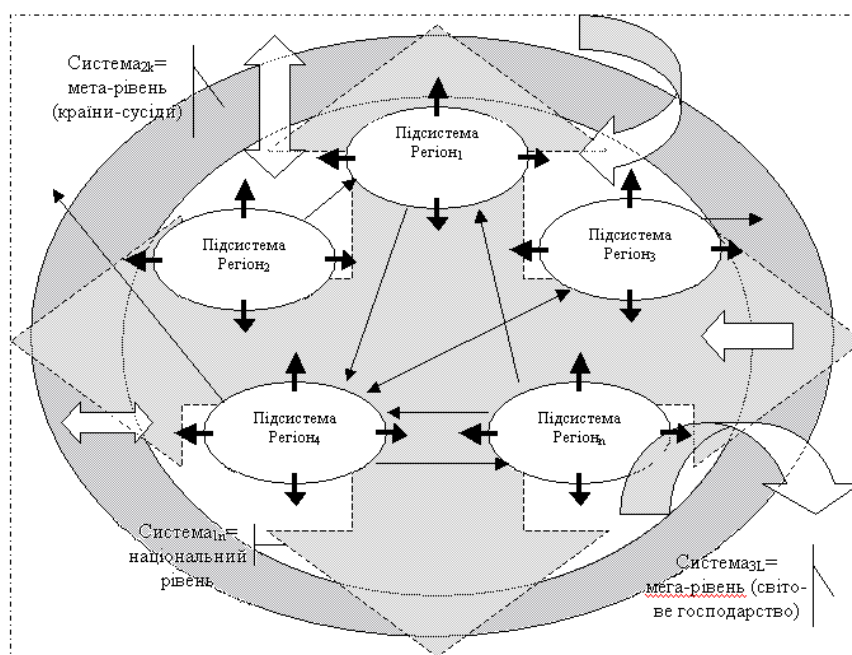 Система2k=
мета-рівень
(країни-сусіди)
Підсистема
Регіон1
Підсистема
Регіон2
Підсистема
Регіон3
Підсистема
Регіон4
Підсистема
Регіонn
Система1n=
національний
рівень
Система3L=
мега-рівень (світо-
ве господарство)